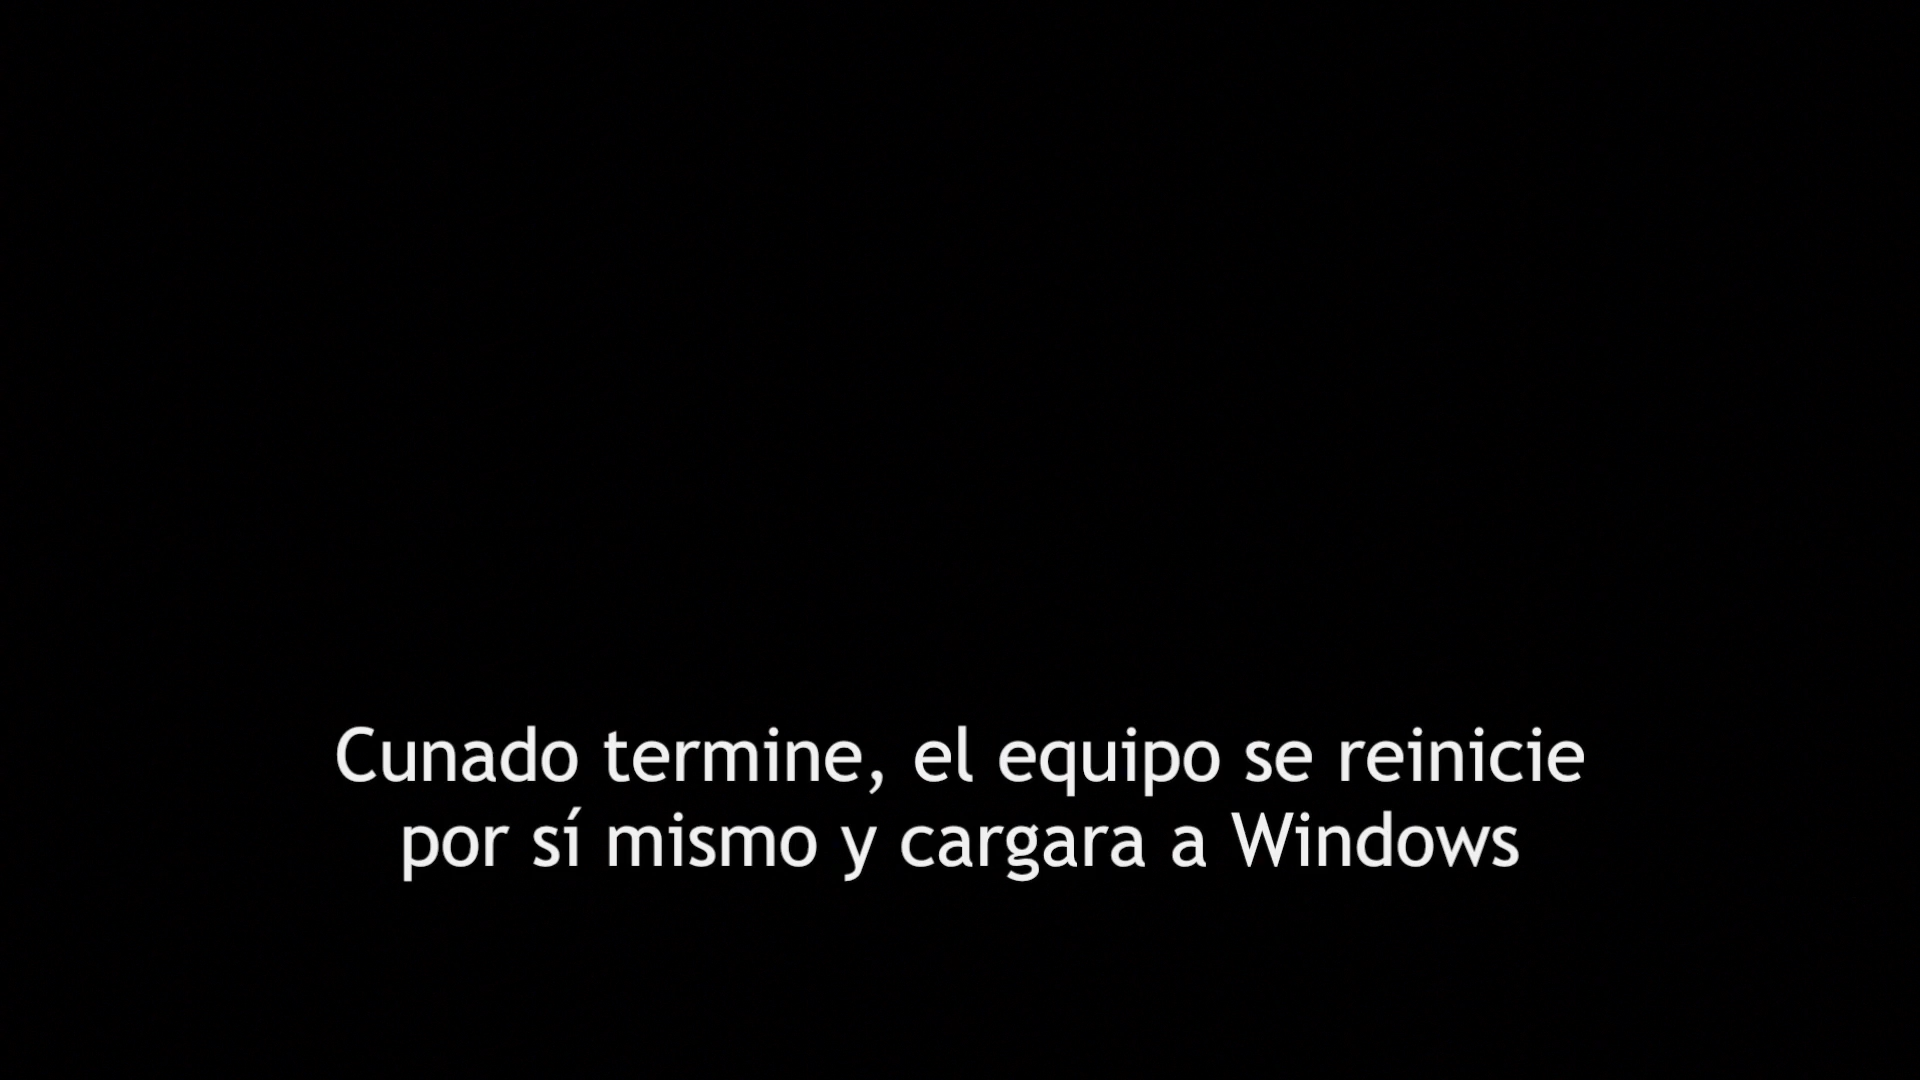 Cunado termine, el equipo se reinicie
por sí mismo y cargara a Windows